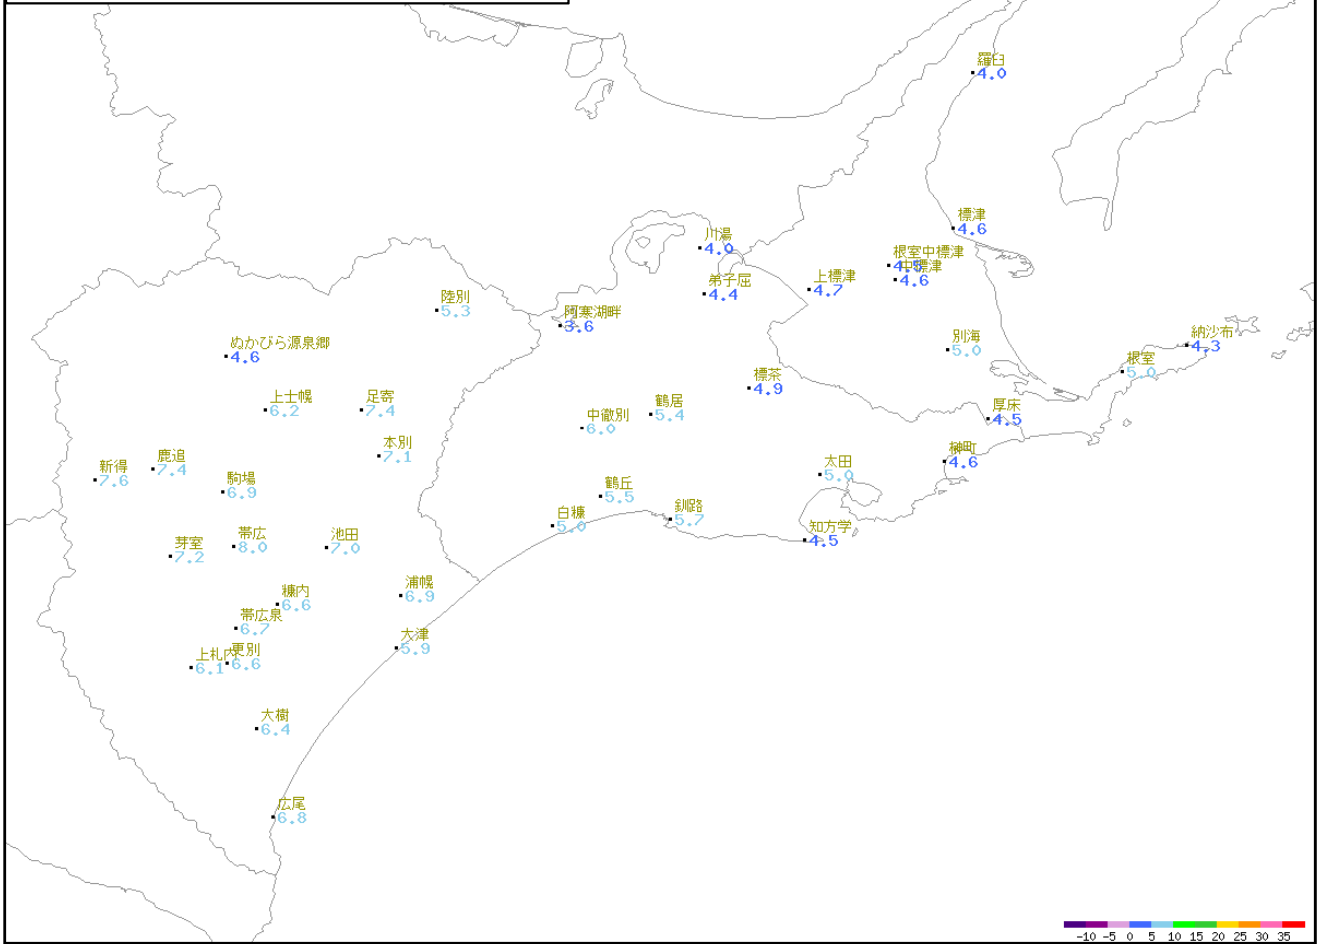 羅臼
4.0
標津
4.6
川湯
4.0
根室中標津
4.5
中標津
4.6
弟子屈
4.4
上標津
4.7
陸別
5.3
阿寒湖畔
3.6
ぬかびら源泉郷
4.6
別海
5.0
納沙布
4.3
根室
5.0
標茶
4.9
上士幌
6.2
足寄
7.4
鶴居
5.4
中徹別
6.0
厚床
4.5
本別
7.1
榊町
4.6
新得
7.6
鹿追
7.4
太田
5.0
駒場
6.9
鶴丘
5.5
白糠
5.0
釧路
5.7
知方学
4.5
芽室
7.2
帯広
8.0
池田
7.0
浦幌
6.9
糠内
6.6
帯広泉
6.7
大津
5.9
上札内
6.1
更別
6.6
大樹
6.4
広尾
6.8
-10 -5 0 5 10 15 20 25 30 35